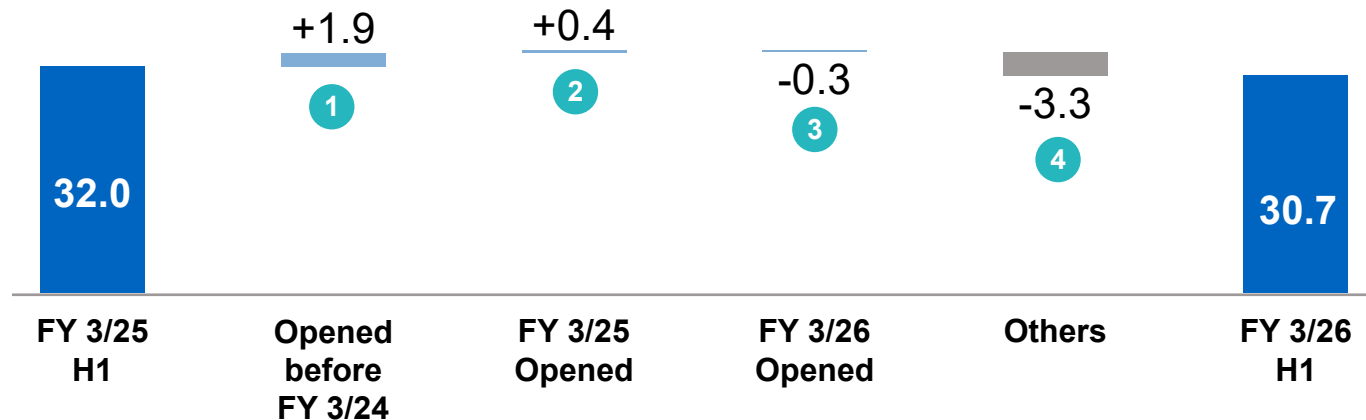 +1.9
+0.4
-0.3
-3.3
1
2
3
4
32.0
30.7
FY 3/25
H1
Opened
before
FY 3/24
FY 3/25
Opened
FY 3/26
Opened
Others
FY 3/26
H1